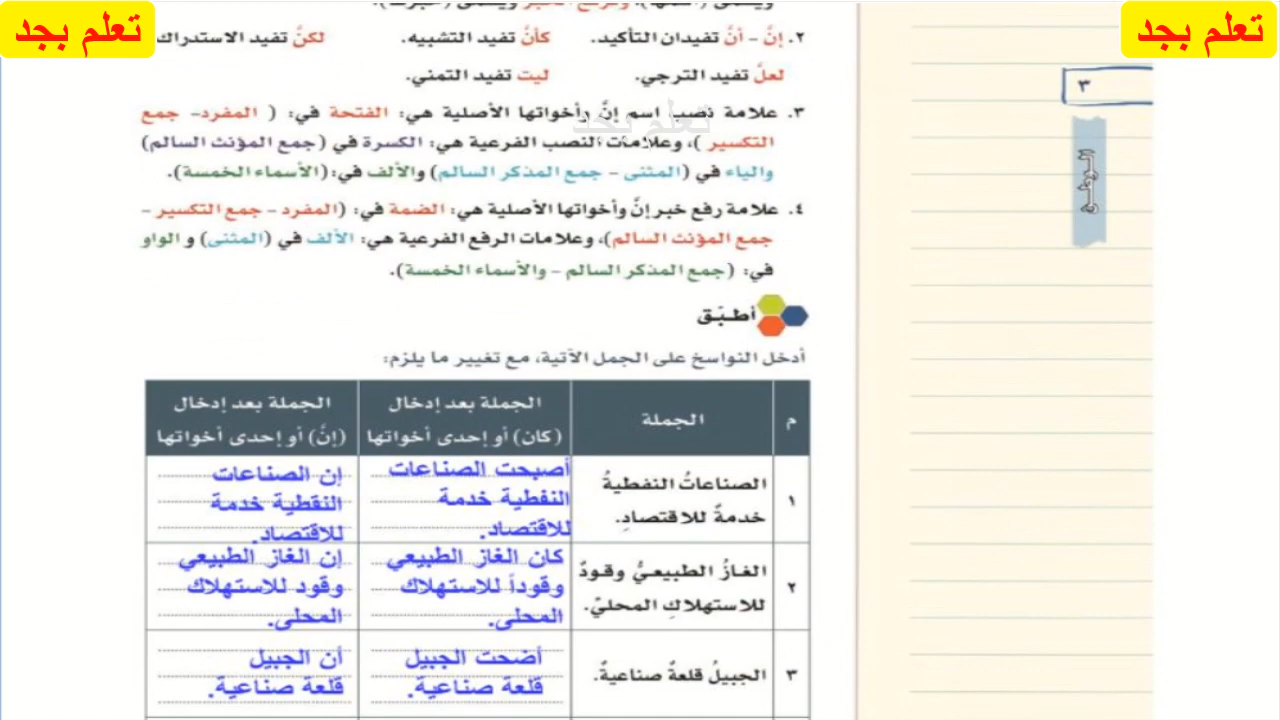 تعلم بجد
تعلم بجد
٢. إنَّ - أنَّ تفيدان التأكيد. كأنَّ تفيد التشبيه. لكنَّ تفيد الاستدراك
لعلَّ تفيد الترجي. ليت تفيد التمني.
٣. علامة نصب اسم إنَّ وأخواتها الأصلية هي: الفتحة في: ( المفرد- جمع
التكسير )، وعلامات النصب الفرعية هي: الكسرة في (جمع المؤنث السالم)
والياء في (المثنى - جمع المذكر السالم) والألف في: (الأسماء الخمسة).
تعلم بجد
٤. علامة رفع خبر إنَّ وأخواتها الأصلية هي: الضمة في: (المفرد - جمع التكسير -
جمع المؤنث السالم)، وعلامات الرفع الفرعية هي: الألف في (المثنى) و الواو
في: (جمع المذكر السالم - والأسماء الخمسة).
٣
الوطن
أطبّق
أدخل النواسخ على الجمل الآتية، مع تغيير ما يلزم:
م
الجملة
الجملة بعد إدخال
(كان) أو إحدى أخواتها
الجملة بعد إدخال
(إنَّ) أو إحدى أخواتها
١
الصناعاتُ النفطيةُ
خدمةٌ للاقتصادِ.
أصبحت الصناعات
النفطية خدمة
للاقتصاد.
إن الصناعات
النقطية خدمة
للاقتصاد.
٢
الغازُ الطبيعيُّ وقودٌ
للاستهلاكِ المحليِّ.
كان الغاز الطبيعي
وقوداً للاستهلاك
المحلي.
إن الغاز الطبيعي
وقود للاستهلاك
المحلي.
٣
الجبيلُ قلعةٌ صناعيةٌ.
أضحت الجبيل
قلعة صناعية.
أن الجبيل
قلعة صناعية.